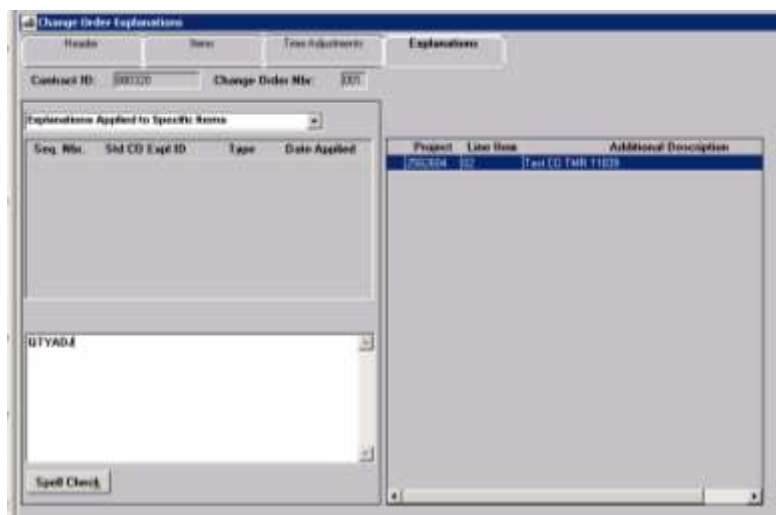 Change Order Explanations
Header Items Time Adjustments Explanations
Contract ID: Change Order Nbr: 001
Explanations Applied to Specific Items
Seq. Nbr. Std CO Expl ID Type Date Applied
Project Line Item Additional Description
02 Test CO TMR 11039
QTYADJ
Spell Check